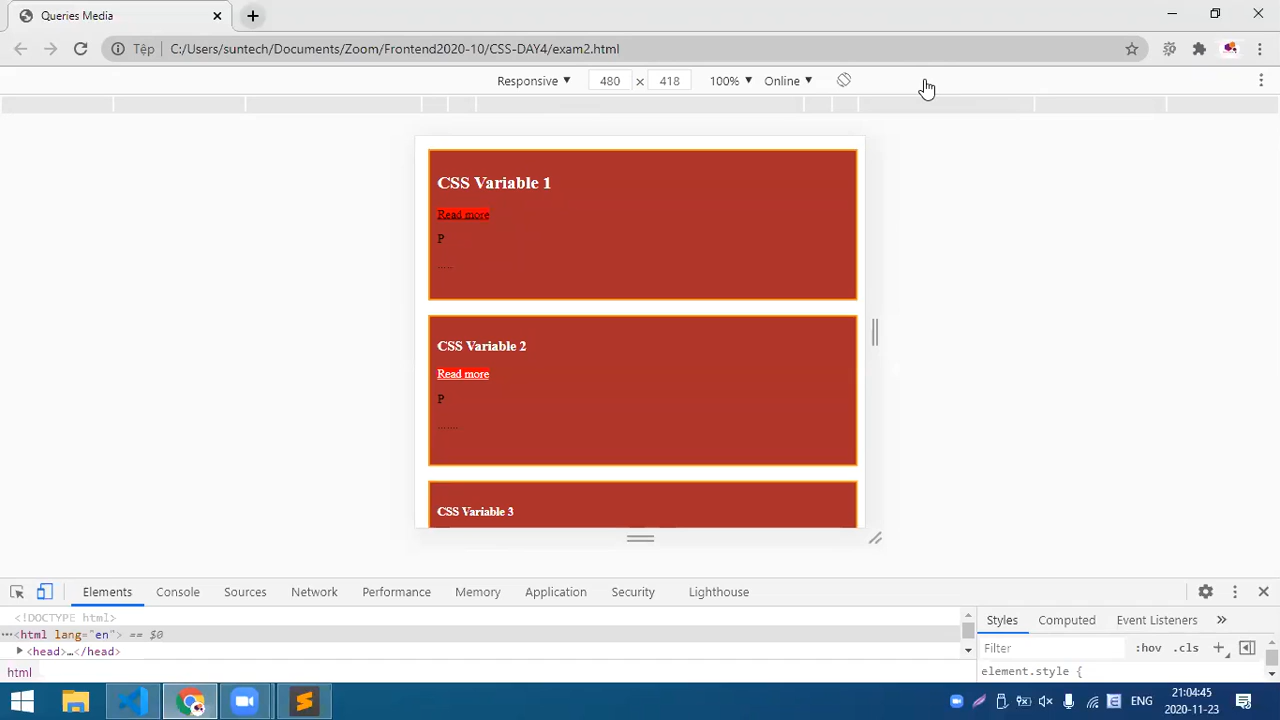 Queries Media
Tệp C:/Users/suntech/Documents/Zoom/Frontend2020-10/CSS-DAY4/exam2.html
Responsive 480 × 418 100% Online
CSS Variable 1
Read more
P
.....
CSS Variable 2
Read more
P
.......
CSS Variable 3
Elements Console Sources Network Performance Memory Application Security Lighthouse
<!DOCTYPE html>
<html lang="en"> == $0
<head>…</head>
html
Styles Computed Event Listeners »
Filter :hov .cls +
element.style {
ENG 21:04:45
2020-11-23